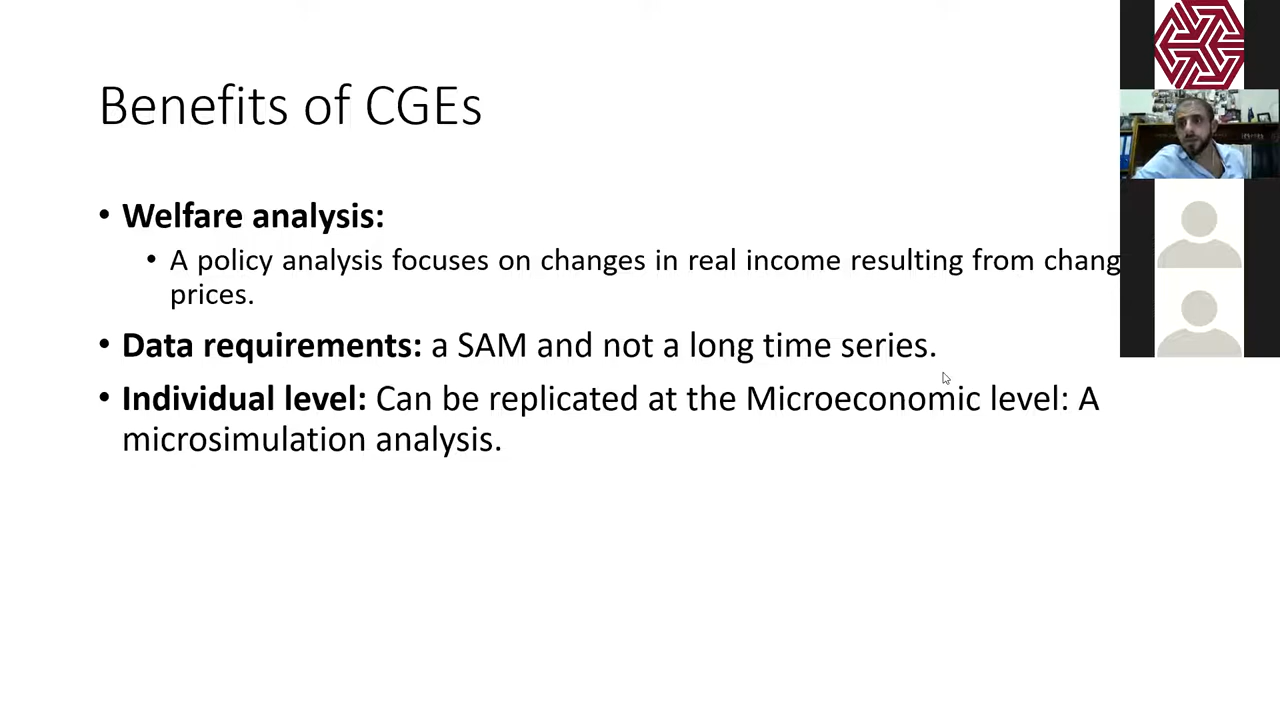 Benefits of CGEs
• Welfare analysis:
• A policy analysis focuses on changes in real income resulting from
prices.
• Data requirements: a SAM and not a long time series.
• Individual level: Can be replicated at the Microeconomic level: A
microsimulation analysis.